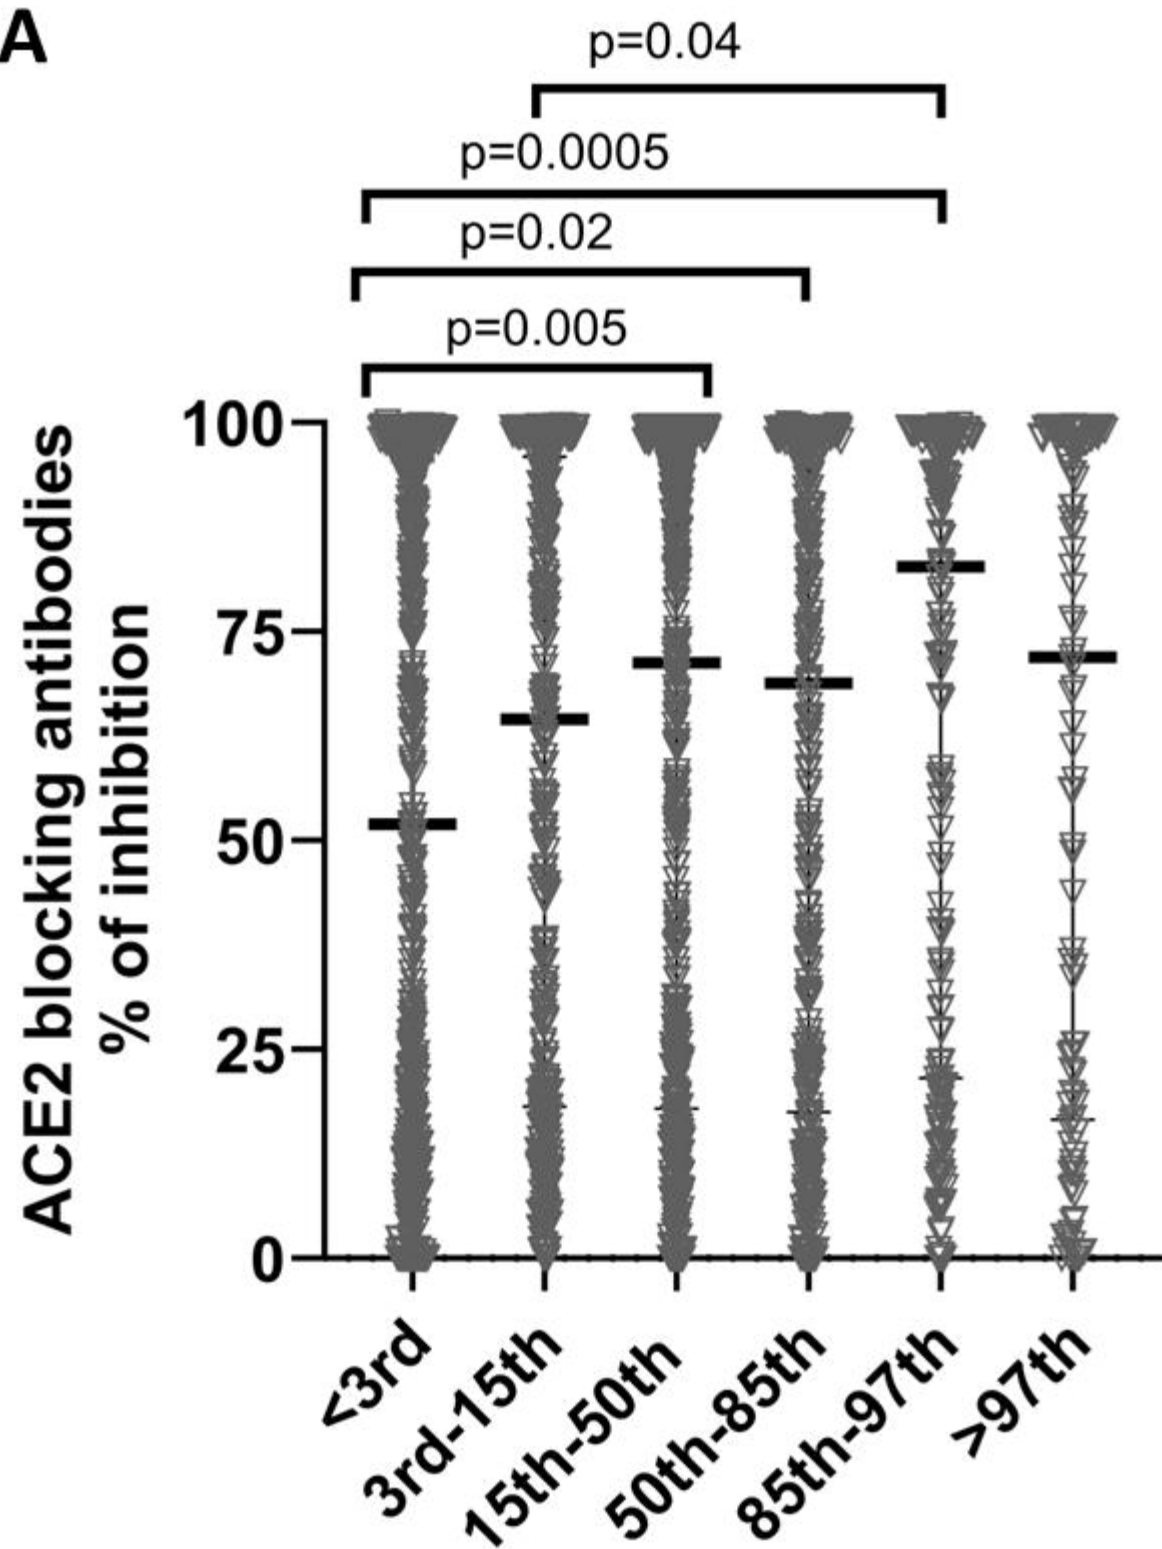 A
p=0.04
p=0.0005
p=0.02
p=0.005
ACE2 blocking antibodies
% of inhibition
100
75
50
25
0
<3rd
3rd-15th
15th-50th
50th-85th
85th-97th
>97th